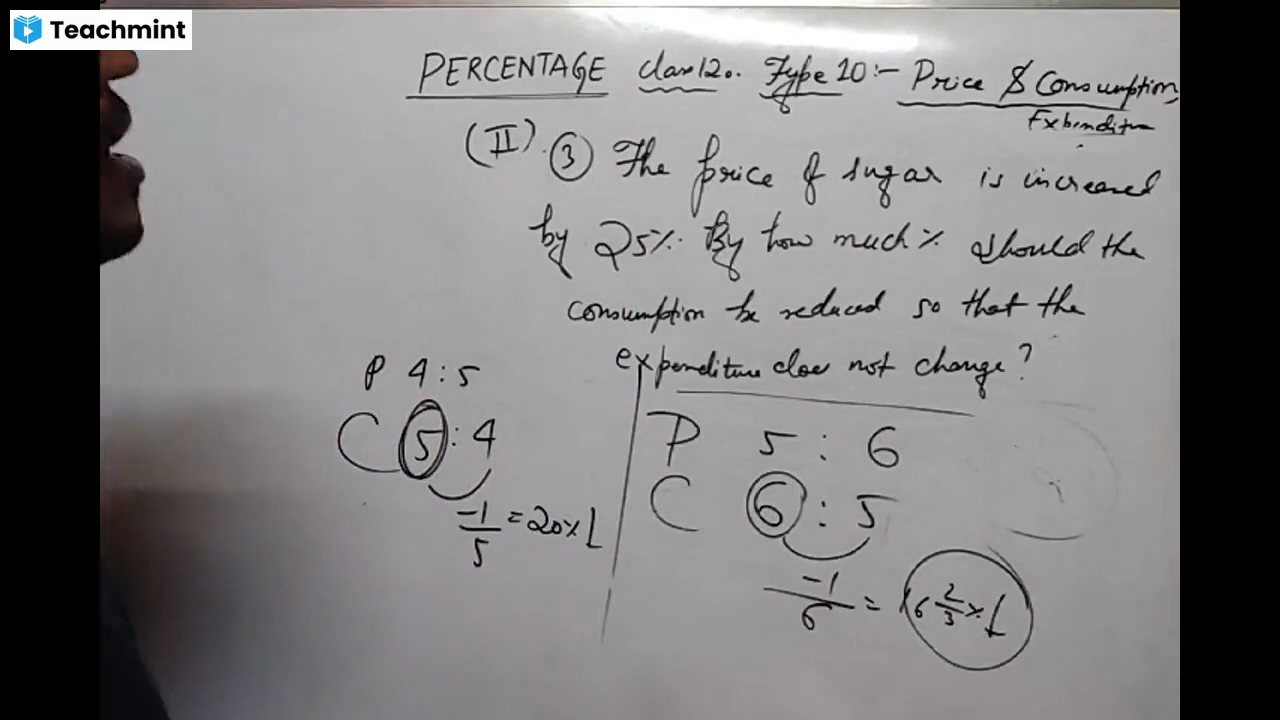 Teachmint
PERCENTAGE class 12. Type 10:- Price & Consumption,
Expenditure
(II) (3) The price of sugar is increased
by 25%. By how much % should the
consumption be reduced so that the
expenditure does not change?
P 4 : 5
C 5 : 4
-1/5 = 20% ↓
P 5 : 6
C 6 : 5
-1/6 = 16 2/3 % ↓